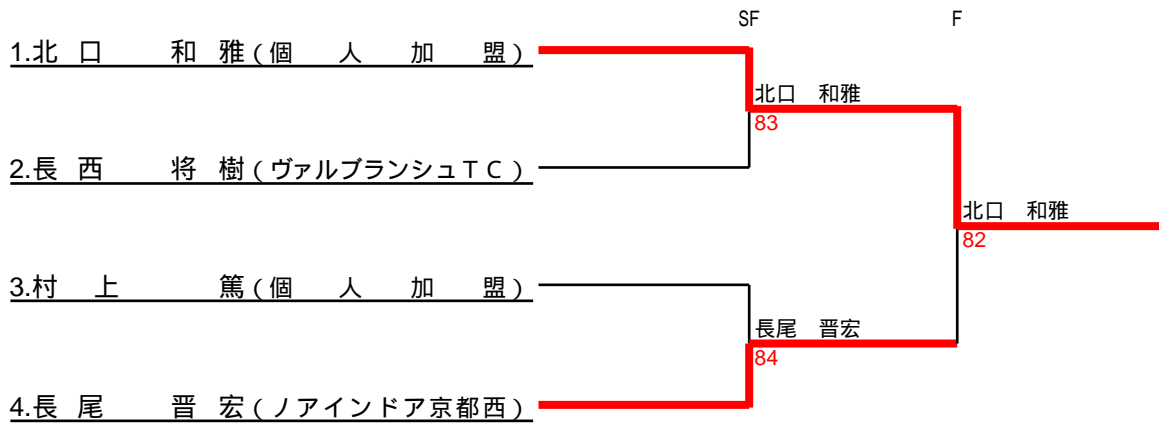 SF F
1.北 口 和 雅 ( 個 人 加 盟 )
北口 和雅
83
2.長 西 将 樹 ( ヴァルブランシュＴＣ )
北口 和雅
82
3.村 上 篤 ( 個 人 加 盟 )
長尾 晋宏
84
4.長 尾 晋 宏 ( ノアインドア京都西 )